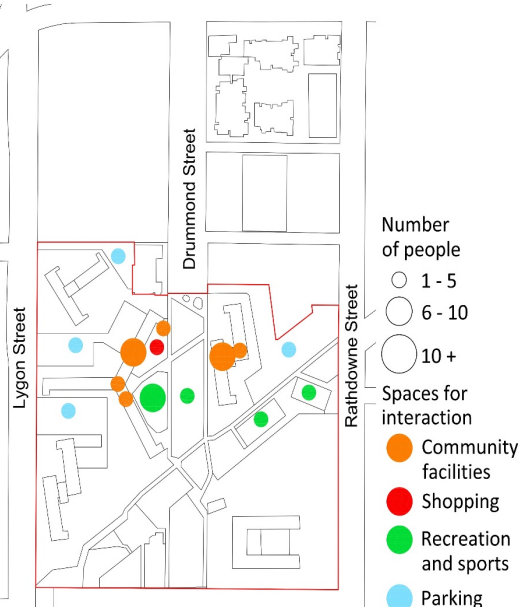 Drummond Street
Lygon Street
Rathdowne Street
Number
of people
1 - 5
6 - 10
10 +
Spaces for
interaction
Community
facilities
Shopping
Recreation
and sports
Parking